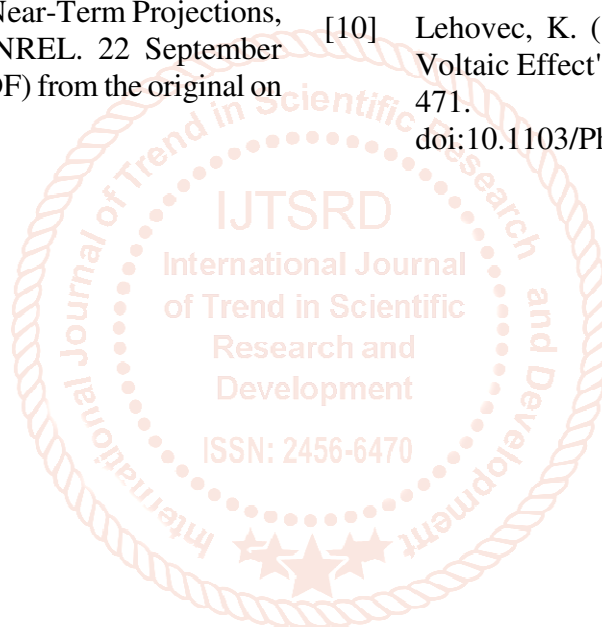 Near-Term Projections,
NREL. 22 September
F) from the original on
[10] Lehovec, K. (
Voltaic Effect"
471.
doi:10.1103/Ph
International Journal of Trend in Scientific Research and Development
IJTSRD
International Journal
of Trend in Scientific
Research and
Development
ISSN: 2456-6470